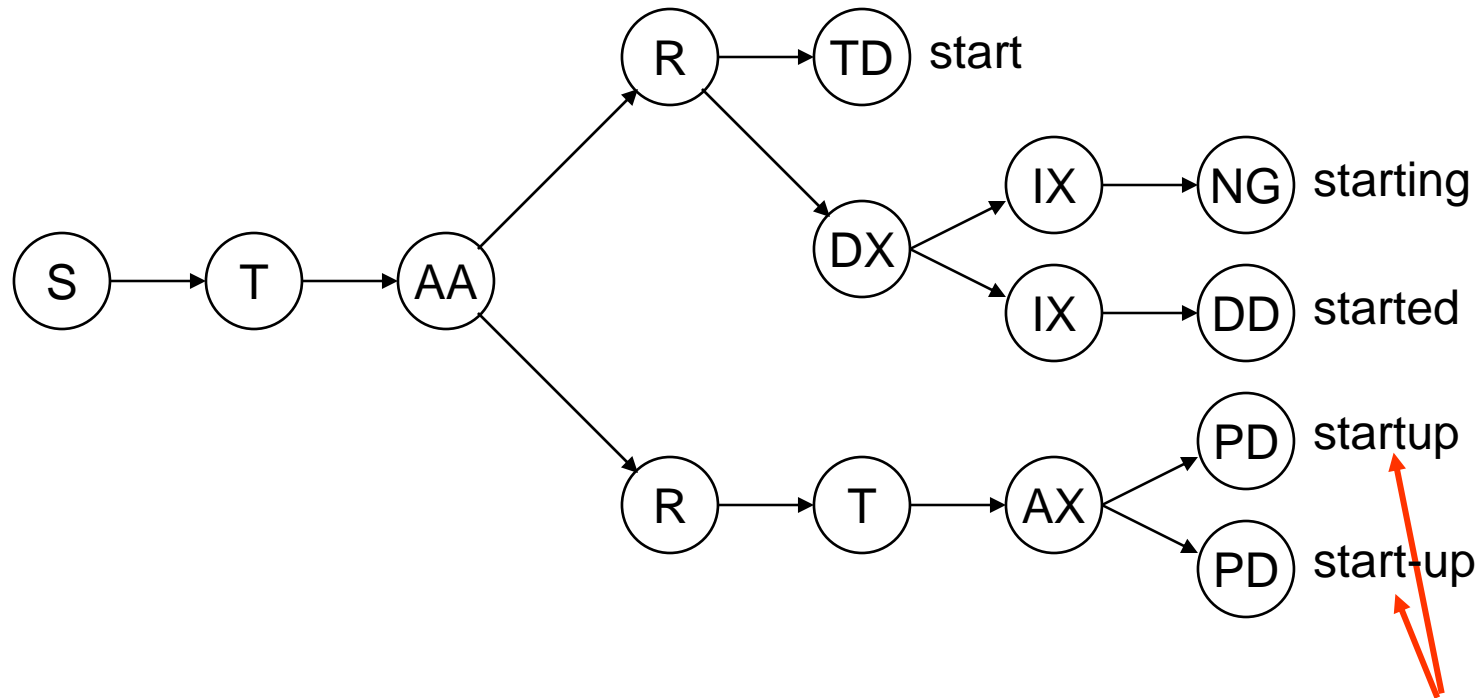 R TD start
IX NG starting
DX
S T AA
IX DD started
PD startup
R T AX
PD start-up